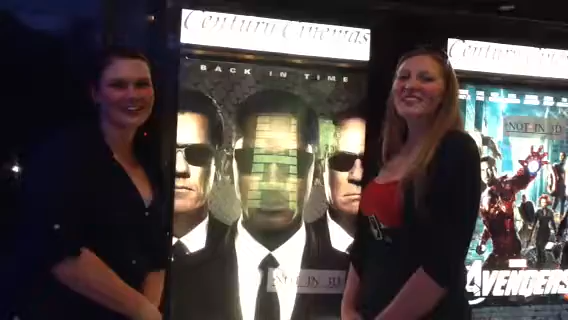 Century Cinemas
Century Cinemas
BACK IN TIME
NOT IN 3D
NOT IN 3D
AVENGERS